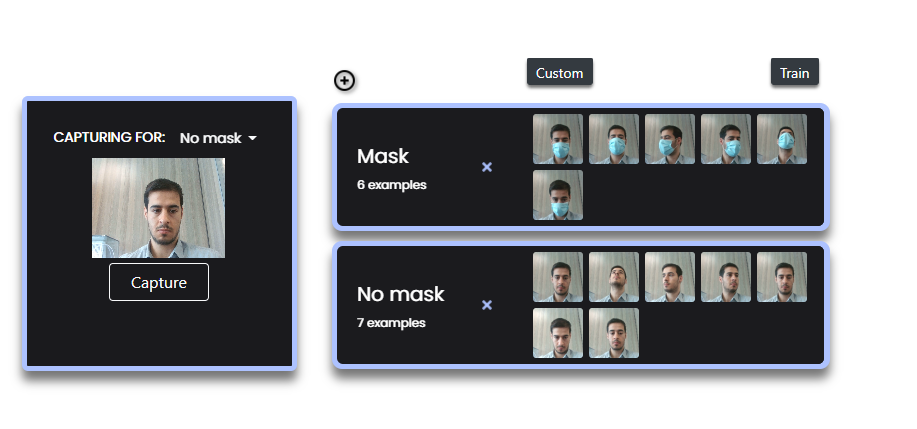 Custom
Train
CAPTURING FOR: No mask
Capture
Mask
6 examples
No mask
7 examples